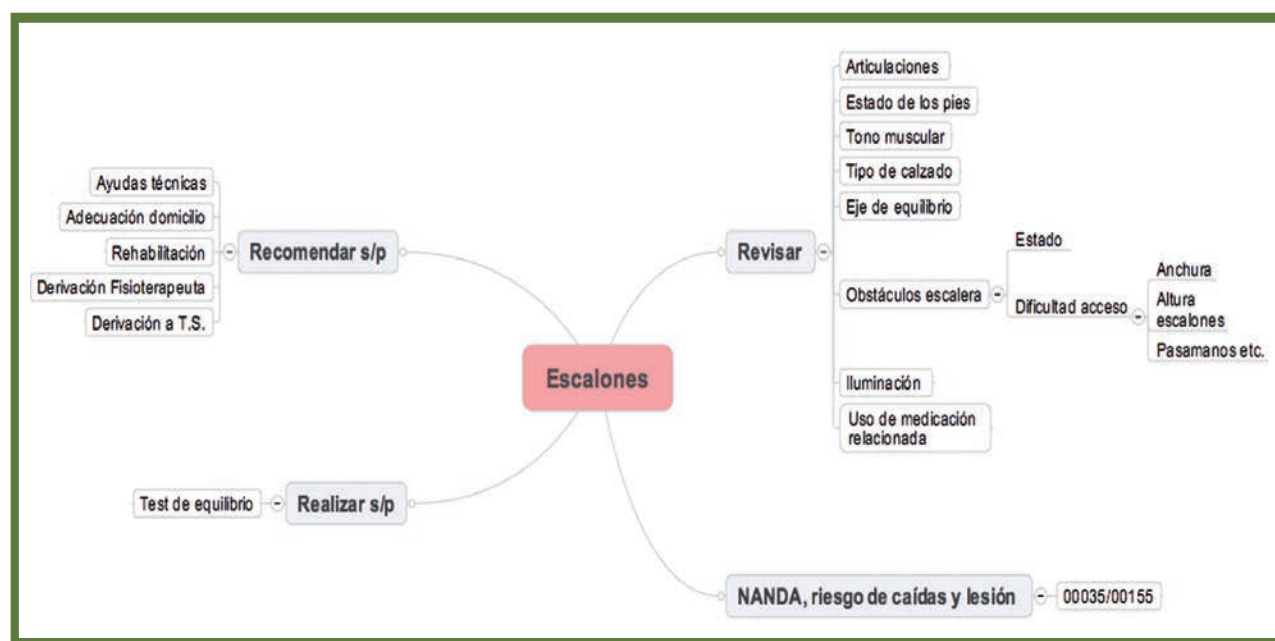 Escalones
Recomendar s/p
Ayudas técnicas
Adecuación domicilio
Rehabilitación
Derivación Fisioterapeuta
Derivación a T.S.
Realizar s/p
Test de equilibrio
Revisar
Articulaciones
Estado de los pies
Tono muscular
Tipo de calzado
Eje de equilibrio
Obstáculos escalera
Estado
Dificultad acceso
Anchura
Altura
escalones
Pasamanos etc.
Iluminación
Uso de medicación
relacionada
NANDA, riesgo de caídas y lesión
00035/00155